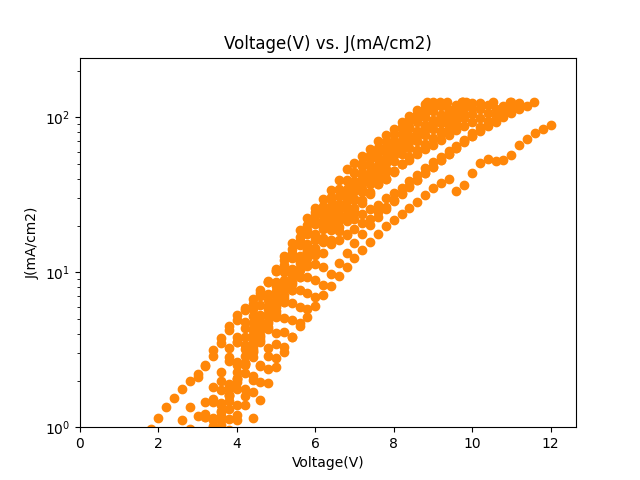 Voltage(V) vs. J(mA/cm2)
J(mA/cm2)
10²
10¹
10⁰
0 2 4 6 8 10 12
Voltage(V)